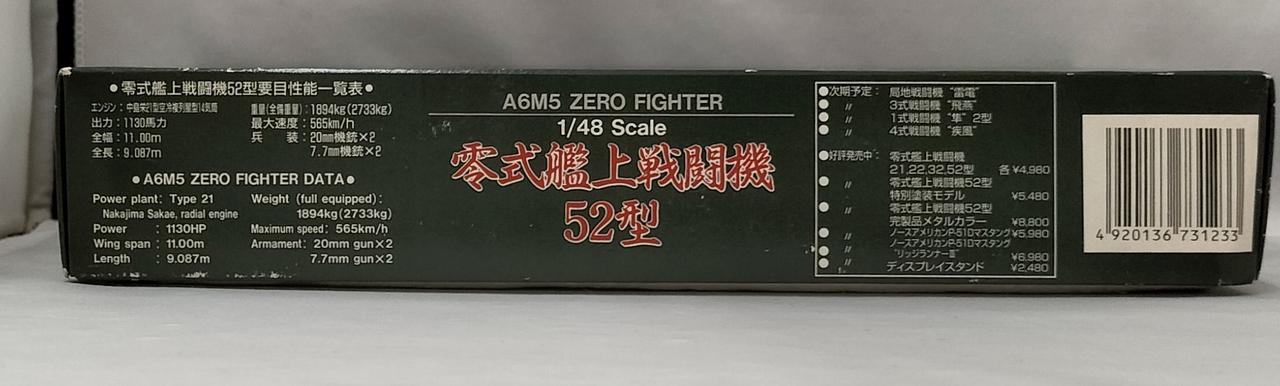 ●零式艦上戦闘機52型要目性能一覧表●
エンジン：中島栄21型空冷複列星型14気筒
出力：1130馬力
全幅：11.00m
全長：9.087m
重量(全備重量)：1894kg(2733kg)
最大速度：565km/h
兵　装：20mm機銃×2
7.7mm機銃×2
●A6M5 ZERO FIGHTER DATA●
Power plant: Type 21
Nakajima Sakae, radial engine
Power : 1130HP
Wing span : 11.00m
Length : 9.087m
Weight (full equipped):
1894kg(2733kg)
Maximum speed: 565km/h
Armament: 20mm gun×2
7.7mm gun×2
A6M5 ZERO FIGHTER
1/48 Scale
零式艦上戦闘機
52型
●次期予定： 局地戦闘機 “雷電”
● 〃 3式戦闘機 “飛燕”
● 〃 1式戦闘機 “隼” 2型
● 〃 4式戦闘機 “疾風”
●好評発売中： 零式艦上戦闘機
21,22,32,52型 各¥4,980
● 〃 零式艦上戦闘機52型
特別塗装モデル ¥5,480
● 〃 零式艦上戦闘機52型
完製品メタルカラー ¥8,800
● 〃 ノースアメリカンP-51Dマスタング ¥5,980
● 〃 ノースアメリカンP-51Dマスタング
“リッジランナーⅢ” ¥6,980
● 〃 ディスプレイスタンド ¥2,480
4 920136 731233